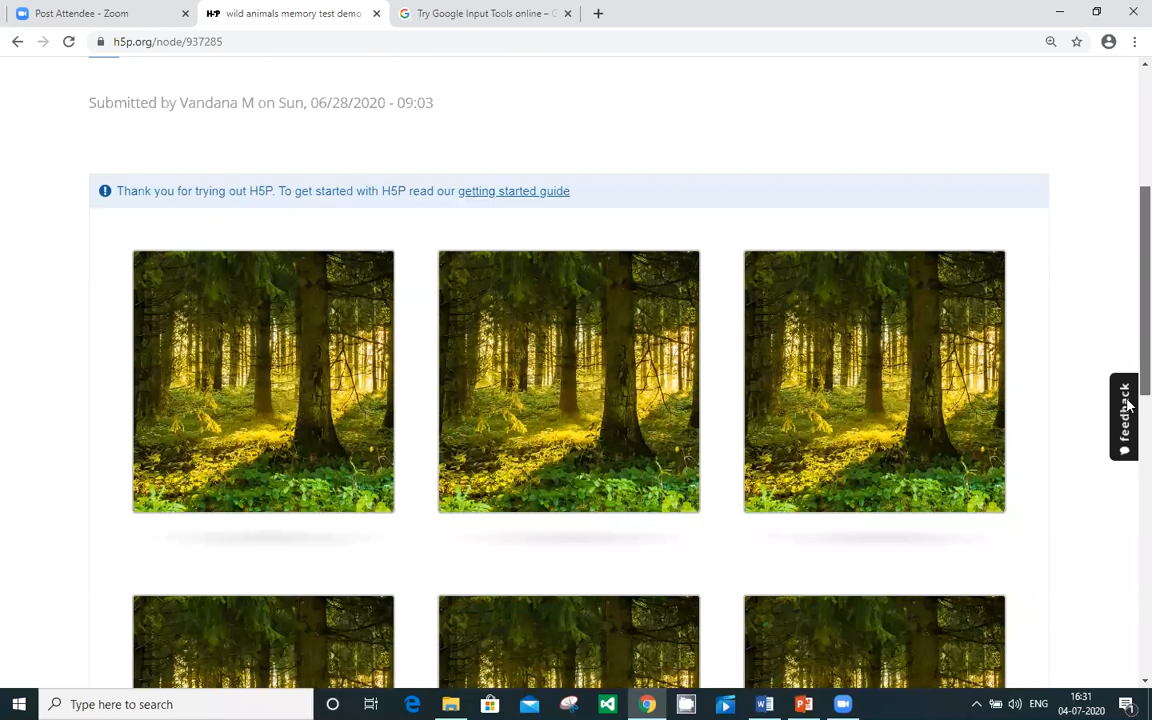 Post Attendee - Zoom
H-P wild animals memory test demo
Try Google Input Tools online – G
h5p.org/node/937285
Submitted by Vandana M on Sun, 06/28/2020 - 09:03
Thank you for trying out H5P. To get started with H5P read our getting started guide
feedback
Type here to search
ENG
16:31
04-07-2020
1